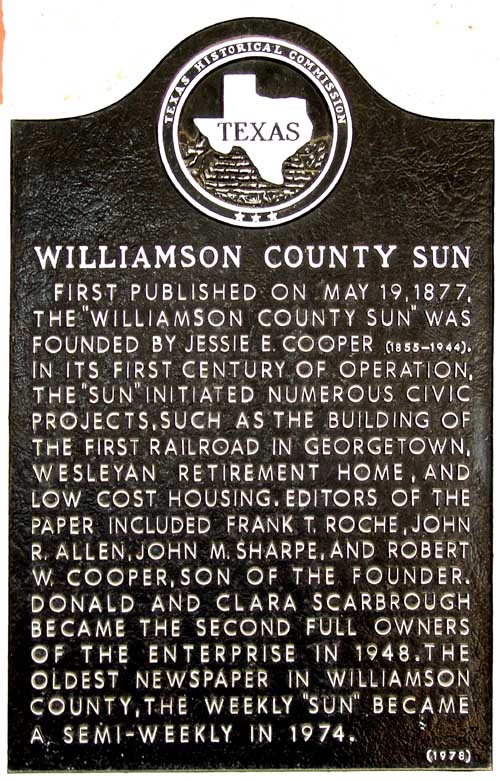 TEXAS HISTORICAL COMMISSION
TEXAS
WILLIAMSON COUNTY SUN
FIRST PUBLISHED ON MAY 19, 1877,
THE "WILLIAMSON COUNTY SUN" WAS
FOUNDED BY JESSIE E. COOPER (1855-1944).
IN ITS FIRST CENTURY OF OPERATION,
THE "SUN" INITIATED NUMEROUS CIVIC
PROJECTS, SUCH AS THE BUILDING OF
THE FIRST RAILROAD IN GEORGETOWN,
WESLEYAN RETIREMENT HOME, AND
LOW COST HOUSING. EDITORS OF THE
PAPER INCLUDED FRANK T. ROCHE, JOHN
R. ALLEN, JOHN M. SHARPE, AND ROBERT
W. COOPER, SON OF THE FOUNDER.
DONALD AND CLARA SCARBROUGH
BECAME THE SECOND FULL OWNERS
OF THE ENTERPRISE IN 1948. THE
OLDEST NEWSPAPER IN WILLIAMSON
COUNTY, THE WEEKLY "SUN" BECAME
A SEMI-WEEKLY IN 1974.
(1978)